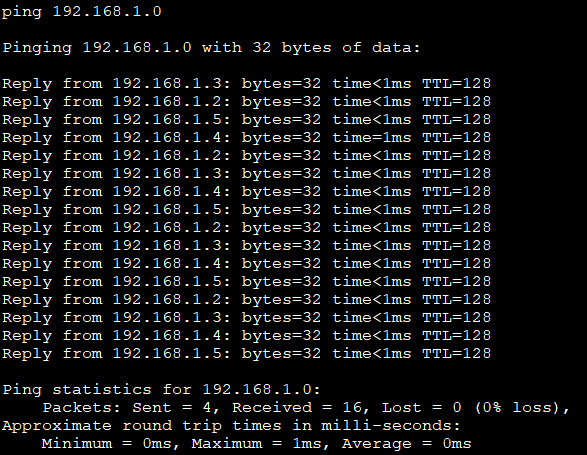 ping 192.168.1.0
Pinging 192.168.1.0 with 32 bytes of data:
Reply from 192.168.1.3: bytes=32 time<1ms TTL=128
Reply from 192.168.1.2: bytes=32 time<1ms TTL=128
Reply from 192.168.1.5: bytes=32 time<1ms TTL=128
Reply from 192.168.1.4: bytes=32 time=1ms TTL=128
Reply from 192.168.1.2: bytes=32 time<1ms TTL=128
Reply from 192.168.1.3: bytes=32 time<1ms TTL=128
Reply from 192.168.1.4: bytes=32 time<1ms TTL=128
Reply from 192.168.1.5: bytes=32 time<1ms TTL=128
Reply from 192.168.1.2: bytes=32 time<1ms TTL=128
Reply from 192.168.1.3: bytes=32 time<1ms TTL=128
Reply from 192.168.1.4: bytes=32 time<1ms TTL=128
Reply from 192.168.1.5: bytes=32 time<1ms TTL=128
Reply from 192.168.1.2: bytes=32 time<1ms TTL=128
Reply from 192.168.1.3: bytes=32 time<1ms TTL=128
Reply from 192.168.1.4: bytes=32 time<1ms TTL=128
Reply from 192.168.1.5: bytes=32 time<1ms TTL=128
Ping statistics for 192.168.1.0:
Packets: Sent = 4, Received = 16, Lost = 0 (0% loss),
Approximate round trip times in milli-seconds:
Minimum = 0ms, Maximum = 1ms, Average = 0ms